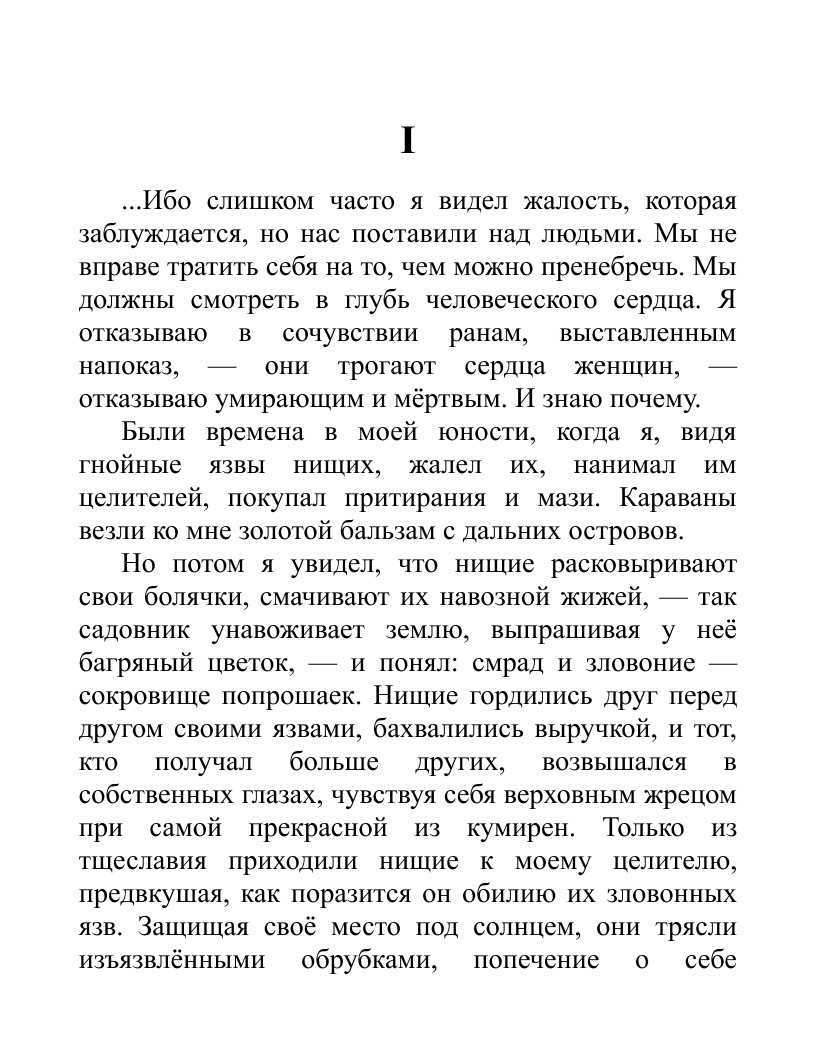 I
...Ибо слишком часто я видел жалость, которая
заблуждается, но нас поставили над людьми. Мы не
вправе тратить себя на то, чем можно пренебречь. Мы
должны смотреть в глубь человеческого сердца. Я
отказываю в сочувствии ранам, выставленным
напоказ, — они трогают сердца женщин, —
отказываю умирающим и мёртвым. И знаю почему.
Были времена в моей юности, когда я, видя
гнойные язвы нищих, жалел их, нанимал им
целителей, покупал притирания и мази. Караваны
везли ко мне золотой бальзам с дальних островов.
Но потом я увидел, что нищие расковыривают
свои болячки, смачивают их навозной жижей, — так
садовник унавоживает землю, выпрашивая у неё
багряный цветок, — и понял: смрад и зловоние —
сокровище попрошаек. Нищие гордились друг перед
другом своими язвами, бахвалились выручкой, и тот,
кто получал больше других, возвышался в
собственных глазах, чувствуя себя верховным жрецом
при самой прекрасной из кумирен. Только из
тщеславия приходили нищие к моему целителю,
предвкушая, как поразится он обилию их зловонных
язв. Защищая своё место под солнцем, они трясли
изъязвлёнными обрубками, попечение о себе